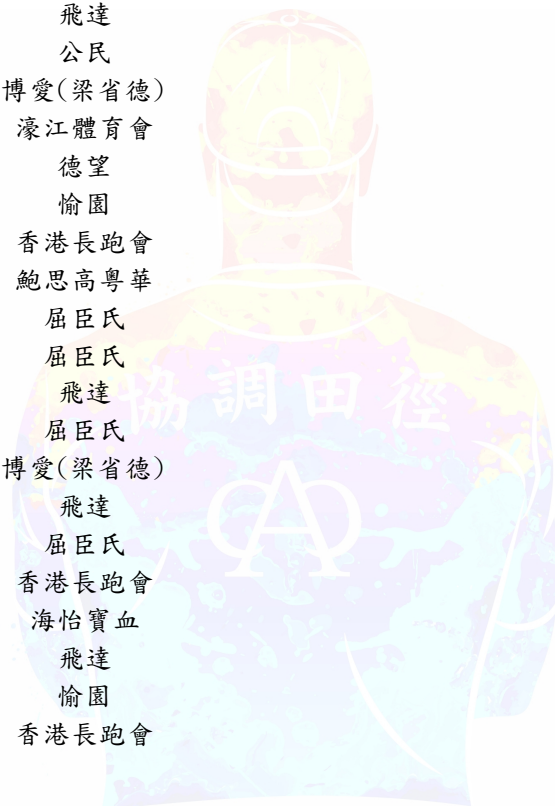 飛達
公民
博愛(梁省德)
濠江體育會
德望
愉園
香港長跑會
鮑思高粵華
屈臣氏
屈臣氏
飛達
屈臣氏
博愛(梁省德)
飛達
屈臣氏
香港長跑會
海怡寶血
飛達
愉園
香港長跑會
協調田徑